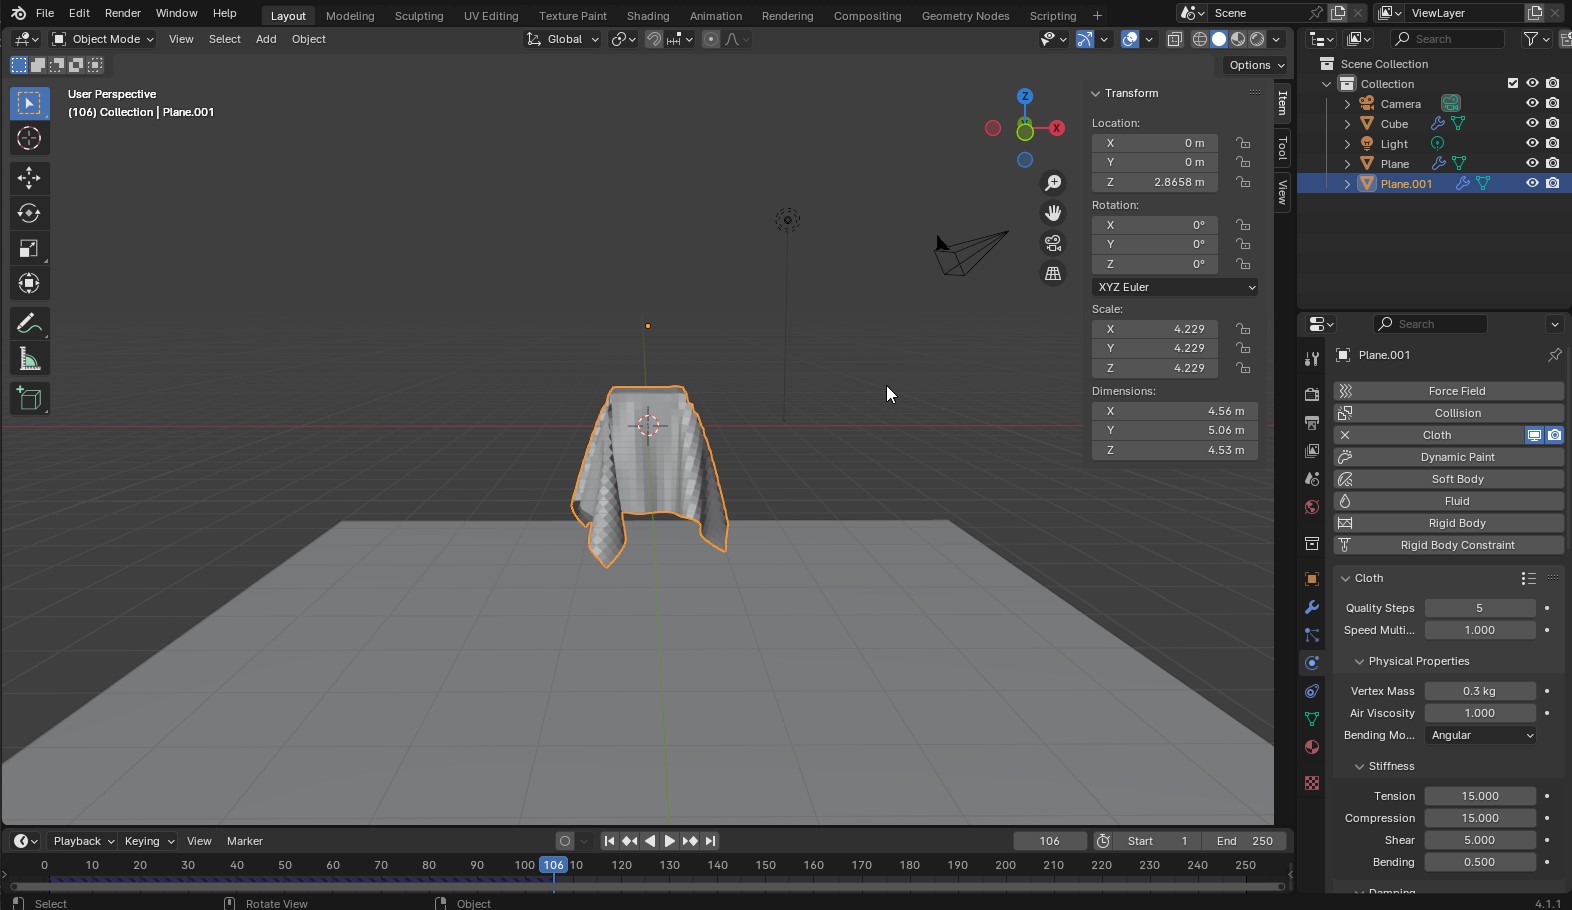 File Edit Render Window Help Layout Modeling Sculpting UV Editing Texture Paint Shading Animation Rendering Compositing Geometry Nodes Scripting + Scene ViewLayer
Object Mode View Select Add Object Global Search
Options
User Perspective
(106) Collection | Plane.001
Z
X
Transform
Location:
X 0 m
Y 0 m
Z 2.8658 m
Rotation:
X 0°
Y 0°
Z 0°
XYZ Euler
Scale:
X 4.229
Y 4.229
Z 4.229
Dimensions:
X 4.56 m
Y 5.06 m
Z 4.53 m
Item
Tool
View
Scene Collection
Collection
Camera
Cube
Light
Plane
Plane.001
Search
Plane.001
Force Field
Collision
Cloth
Dynamic Paint
Soft Body
Fluid
Rigid Body
Rigid Body Constraint
Cloth
Quality Steps 5
Speed Multi... 1.000
Physical Properties
Vertex Mass 0.3 kg
Air Viscosity 1.000
Bending Mo... Angular
Stiffness
Tension 15.000
Compression 15.000
Shear 5.000
Bending 0.500
Damping
Playback Keying View Marker 106 Start 1 End 250
0 10 20 30 40 50 60 70 80 90 100 106 10 120 130 140 150 160 170 180 190 200 210 220 230 240 250
Select Rotate View Object 4.1.1